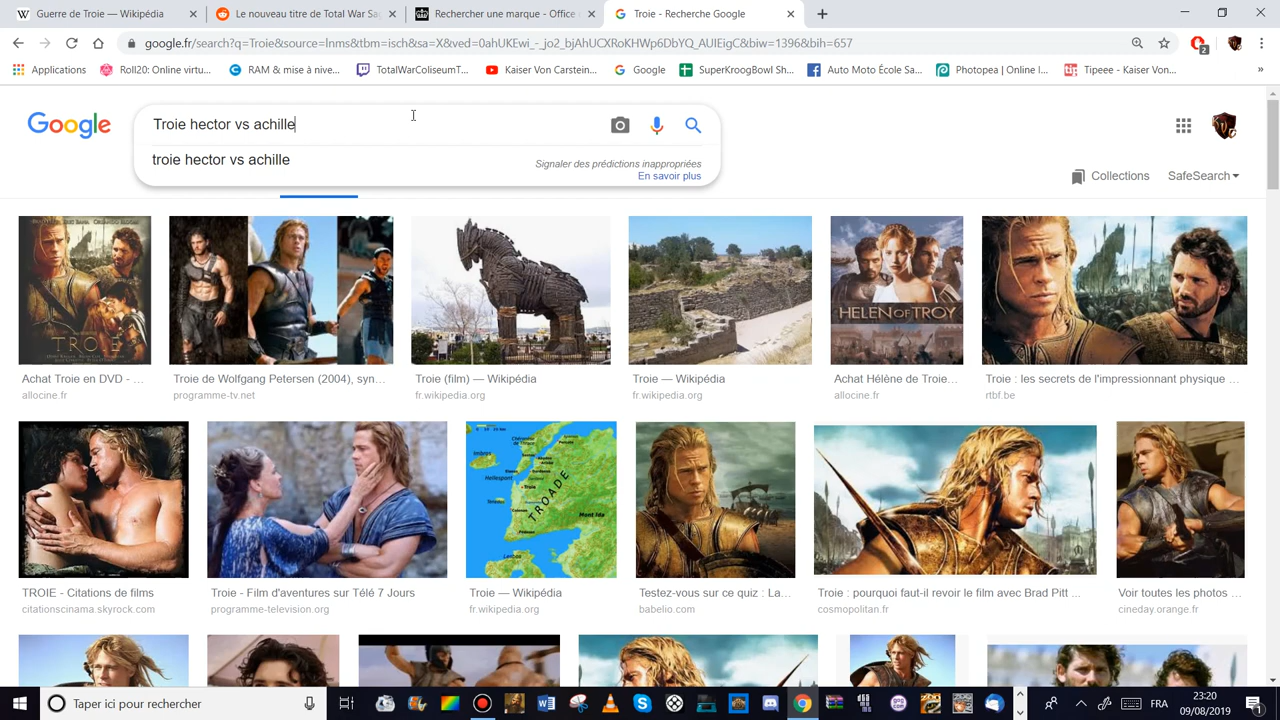 Guerre de Troie — Wikipédia
Le nouveau titre de Total War Sa
Rechercher une marque - Office
Troie - Recherche Google
google.fr/search?q=Troie&source=lnms&tbm=isch&sa=X&ved=0ahUKEwi_-_jo2_bjAhUCXRoKHWp6DbYQ_AUIEigC&biw=1396&bih=657
2
Applications
Roll20: Online virtu...
RAM & mise à nive...
TotalWarColiseumT...
Kaiser Von Carstein...
Google
SuperKroogBowl Sh...
Auto Moto École Sa...
Photopea | Online I...
Tipeee - Kaiser Von...
»
Google
Troie hector vs achille
troie hector vs achille
Signaler des prédictions inappropriées
En savoir plus
Collections
SafeSearch
TROIE
HELEN OF TROY
Achat Troie en DVD - ...
allocine.fr
Troie de Wolfgang Petersen (2004), syn...
programme-tv.net
Troie (film) — Wikipédia
fr.wikipedia.org
Troie — Wikipédia
fr.wikipedia.org
Achat Hélène de Troie...
allocine.fr
Troie : les secrets de l'impressionnant physique ...
rtbf.be
TROADE
Mont Ida
Troie
Lesbos
Imbros
Hellespont
TROIE - Citations de films
citationscinama.skyrock.com
Troie - Film d'aventures sur Télé 7 Jours
programme-television.org
Troie — Wikipédia
fr.wikipedia.org
Testez-vous sur ce quiz : La...
babelio.com
Troie : pourquoi faut-il revoir le film avec Brad Pitt ...
cosmopolitan.fr
Voir toutes les photos ...
cineday.orange.fr
Taper ici pour rechercher
FRA
23:20
09/08/2019
1